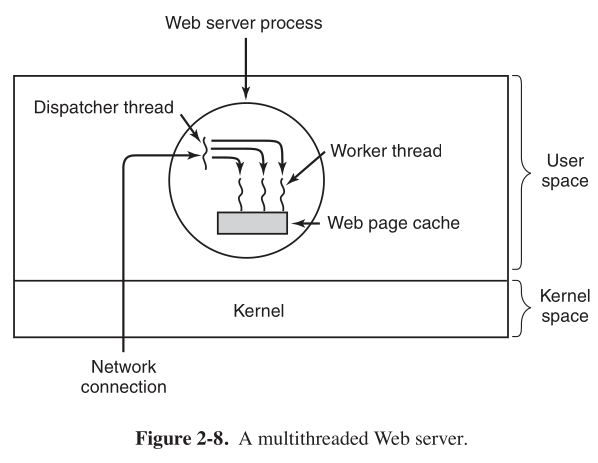 Web server process
Dispatcher thread
Worker thread
User
space
Web page cache
Kernel
Kernel
space
Network
connection
Figure 2-8. A multithreaded Web server.